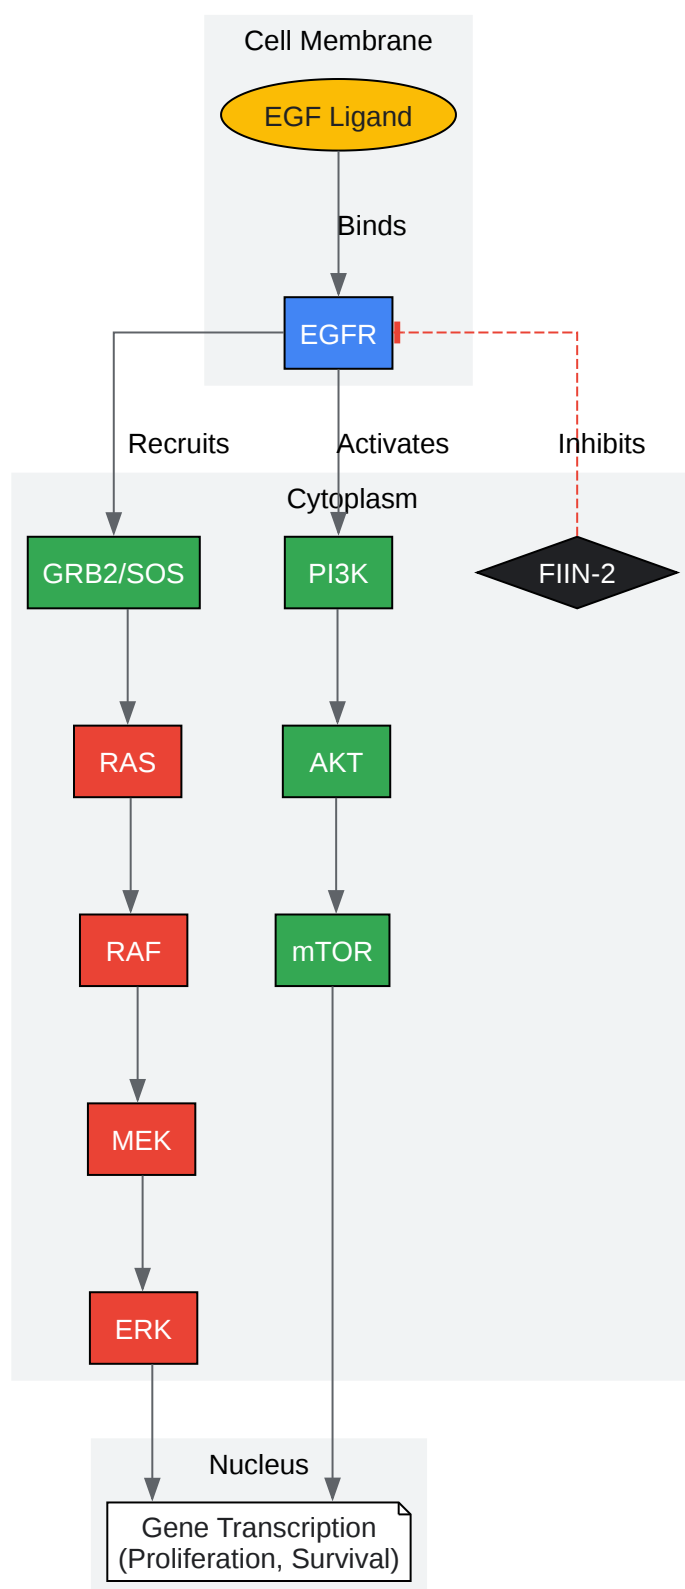 Cell Membrane
EGF Ligand
Binds
EGFR
Recruits
Activates
Inhibits
Cytoplasm
GRB2/SOS
PI3K
FIIN-2
RAS
AKT
RAF
mTOR
MEK
ERK
Nucleus
Gene Transcription
(Proliferation, Survival)